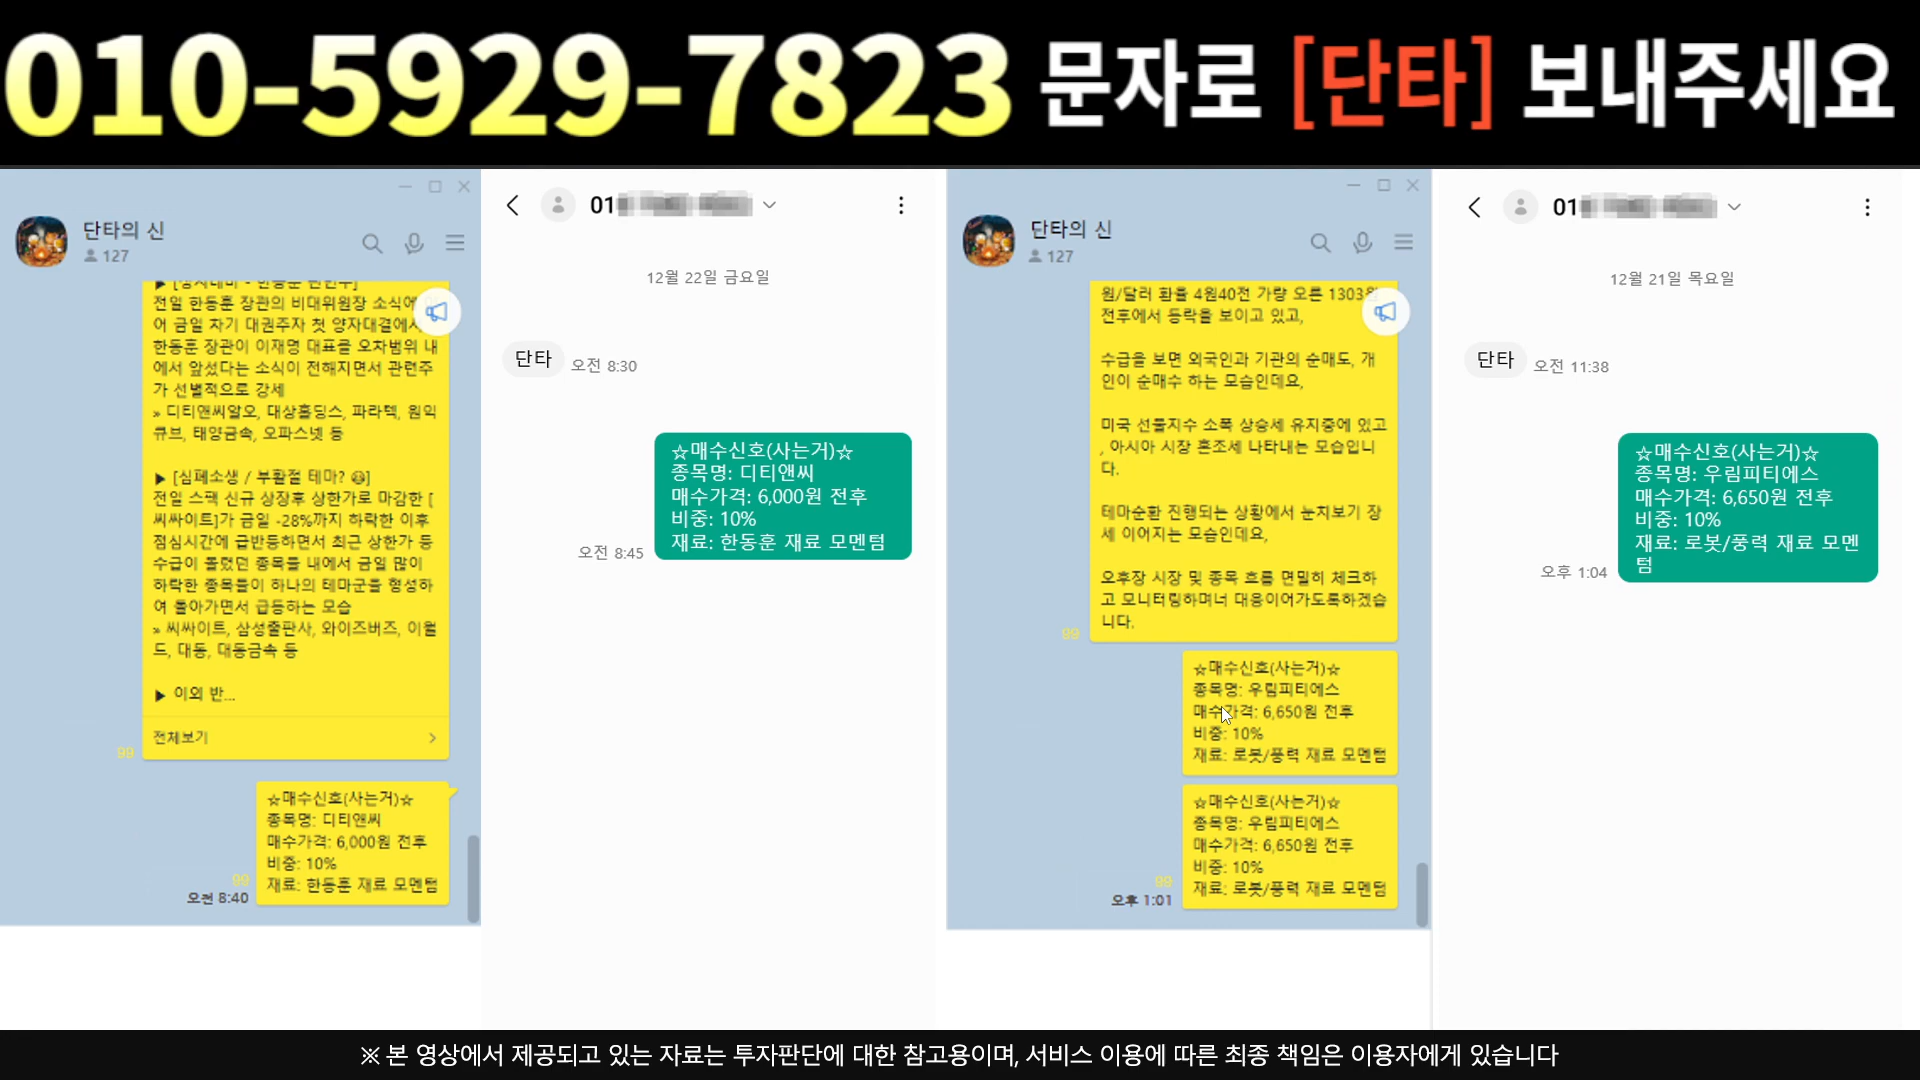 010-5929-7823 문자로 [단타] 보내주세요
단타의 신
127
전일 한동훈 장관의 비대위원장 소식에
어 금일 차기 대권주자 첫 양자대결에서
한동훈 장관이 이재명 대표를 오차범위 내
에서 앞섰다는 소식이 전해지면서 관련주
가 선별적으로 강세
» 디티앤씨알오, 대상홀딩스, 파라텍, 원익
큐브, 태양금속, 오파스넷 등
▶ [심폐소생 / 부활절 테마? 😆]
전일 스팩 신규 상장후 상한가로 마감한 [
씨싸이트]가 금일 -28%까지 하락한 이후
점심시간에 급반등하면서 최근 상한가 등
수급이 몰렸던 종목들 내에서 금일 많이
하락한 종목들이 하나의 테마군을 형성하
여 돌아가면서 급등하는 모습
» 씨싸이트, 삼성출판사, 와이즈버즈, 이월
드, 대동, 대동금속 등
▶ 이외 반...
전체보기
99
☆매수신호(사는거)☆
종목명: 디티앤씨
매수가격: 6,000원 전후
비중: 10%
재료: 한동훈 재료 모멘텀
99
오전 8:40
01
12월 22일 금요일
단타
오전 8:30
☆매수신호(사는거)☆
종목명: 디티앤씨
매수가격: 6,000원 전후
비중: 10%
재료: 한동훈 재료 모멘텀
오전 8:45
단타의 신
127
원/달러 환율 4원40전 가량 오른 1303원
전후에서 등락을 보이고 있고,
수급을 보면 외국인과 기관의 순매도, 개
인이 순매수 하는 모습인데요,
미국 선물지수 소폭 상승세 유지중에 있고
, 아시아 시장 혼조세 나타내는 모습입니
다.
테마순환 진행되는 상황에서 눈치보기 장
세 이어지는 모습인데요,
오후장 시장 및 종목 흐름 면밀히 체크하
고 모니터링하며너 대응이어가도록하겠습
니다.
99
☆매수신호(사는거)☆
종목명: 우림피티에스
매수가격: 6,650원 전후
비중: 10%
재료: 로봇/풍력 재료 모멘텀
☆매수신호(사는거)☆
종목명: 우림피티에스
매수가격: 6,650원 전후
비중: 10%
재료: 로봇/풍력 재료 모멘텀
99
오후 1:01
01
12월 21일 목요일
단타
오전 11:38
☆매수신호(사는거)☆
종목명: 우림피티에스
매수가격: 6,650원 전후
비중: 10%
재료: 로봇/풍력 재료 모멘
텀
오후 1:04
※ 본 영상에서 제공되고 있는 자료는 투자판단에 대한 참고용이며, 서비스 이용에 따른 최종 책임은 이용자에게 있습니다